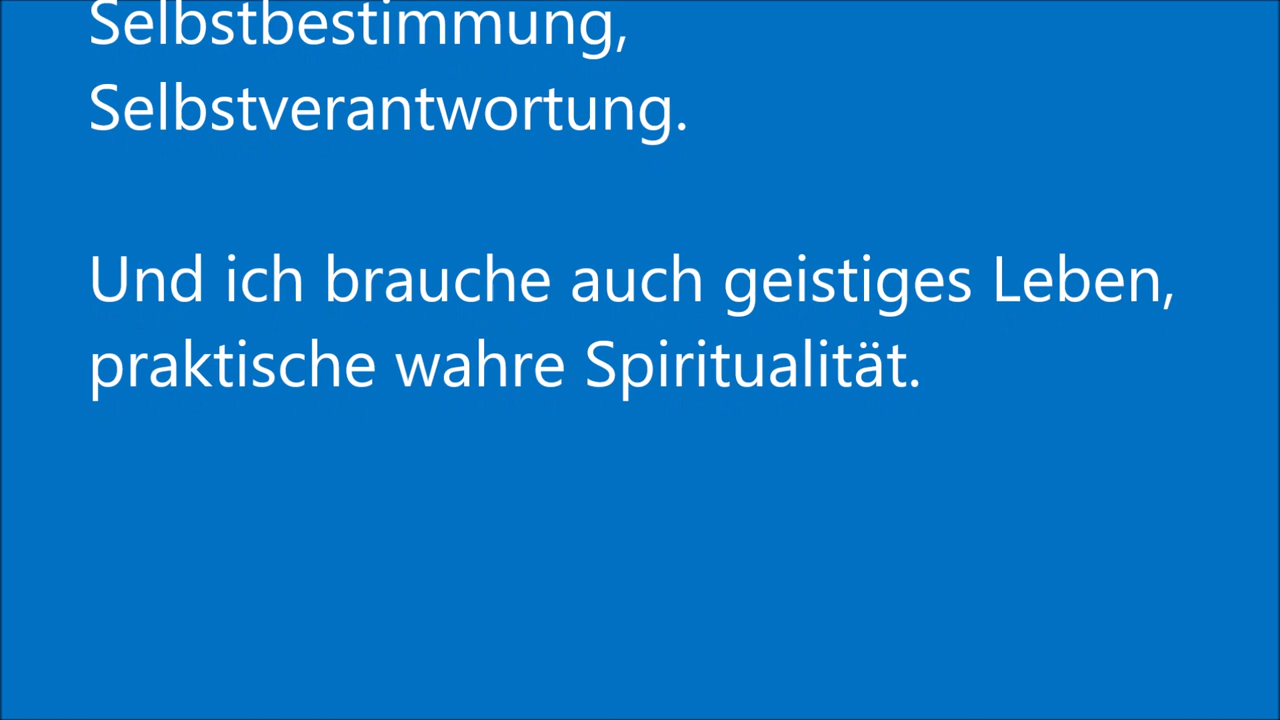 Selbstbestimmung,
Selbstverantwortung.
Und ich brauche auch geistiges Leben,
praktische wahre Spiritualität.